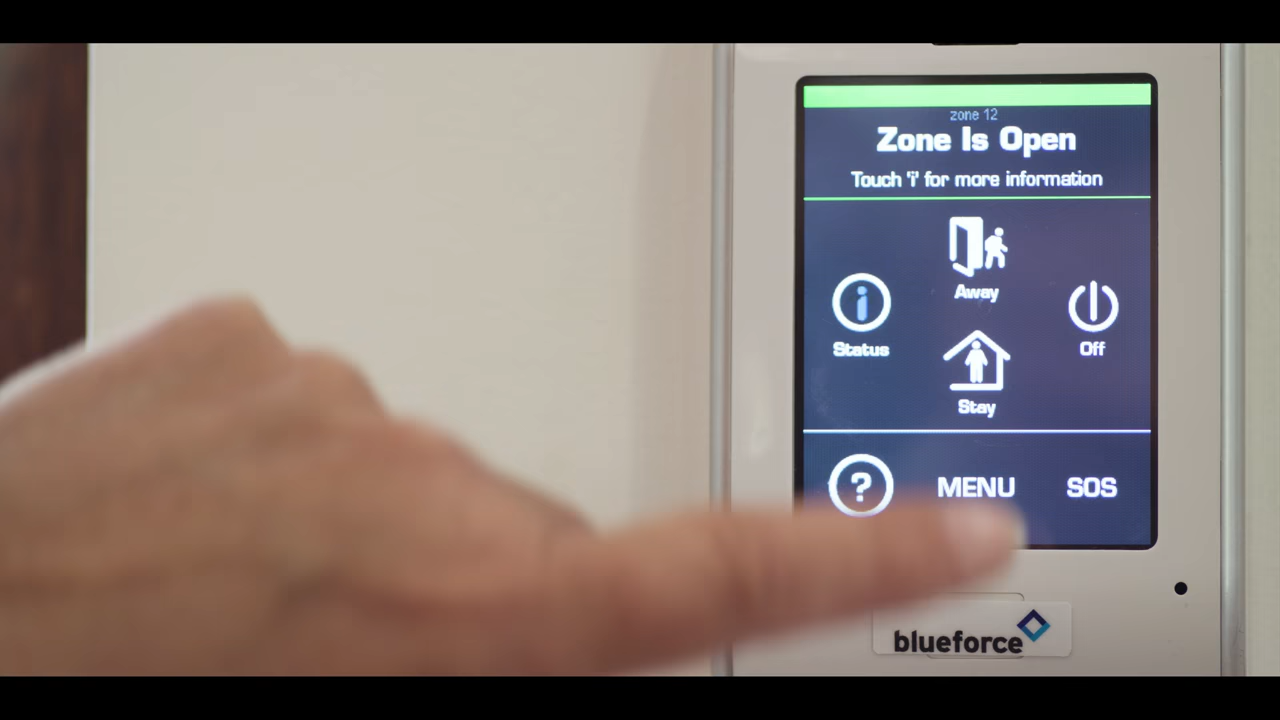 zone 12
Zone Is Open
Touch 'i' for more information
Away
i
Status
Off
Stay
?
MENU
SOS
blueforce